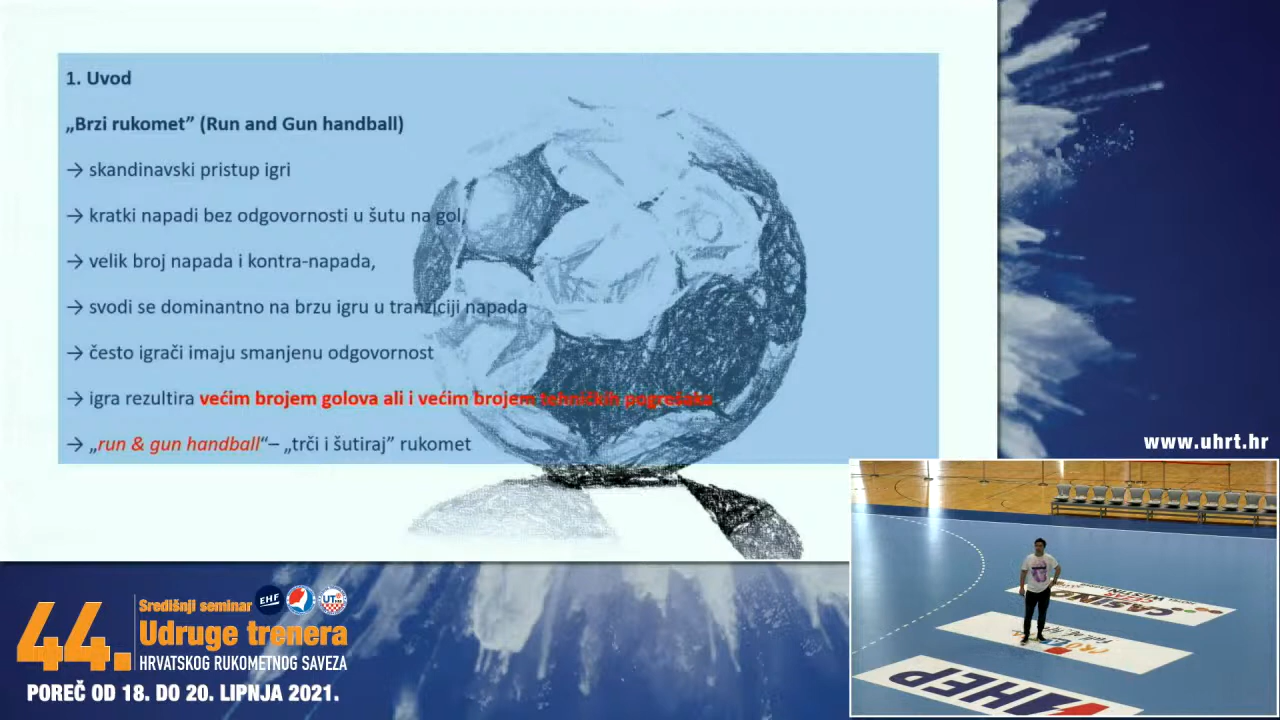 1. Uvod
„Brzi rukomet” (Run and Gun handball)
→ skandinavski pristup igri
→ kratki napadi bez odgovornosti u šutu na gol,
→ velik broj napada i kontra-napada,
→ svodi se dominantno na brzu igru u tranziciji napada
→ često igrači imaju smanjenu odgovornost
→ igra rezultira većim brojem golova ali i većim brojem tehničkih pogrešaka
→ „run & gun handball“– „trči i šutiraj” rukomet
www.uhrt.hr
44.
Središnji seminar
EHF
UT
Udruge trenera
HRVATSKOG RUKOMETNOG SAVEZA
POREČ OD 18. DO 20. LIPNJA 2021.
CASINO
HEP